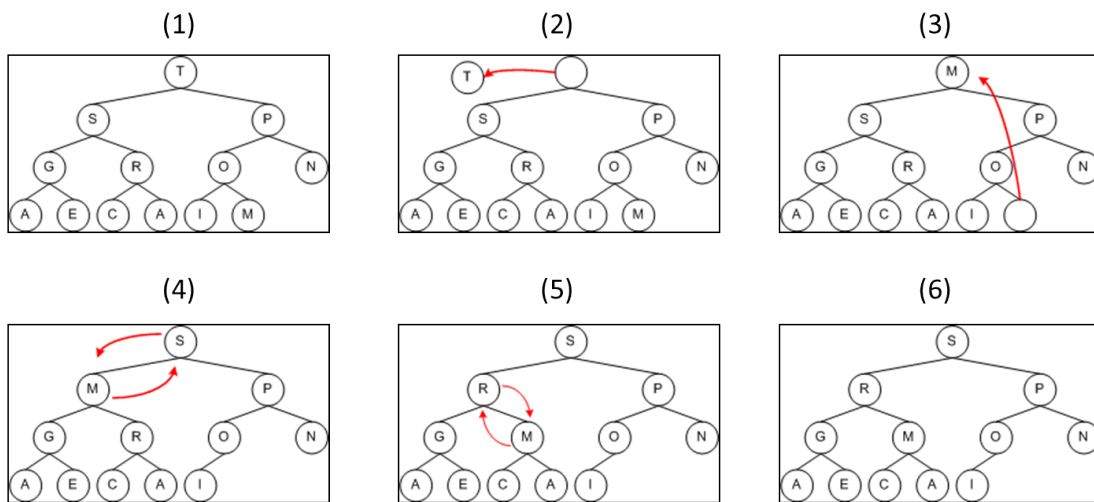 (1) (2) (3)
T
S P
G R O N
A E C A I M
T
S P
G R O N
A E C A I M
M
S P
G R O N
A E C A I
(4) (5) (6)
S
M P
G R O N
A E C A I
S
R P
G M O N
A E C A I
S
R P
G M O N
A E C A I